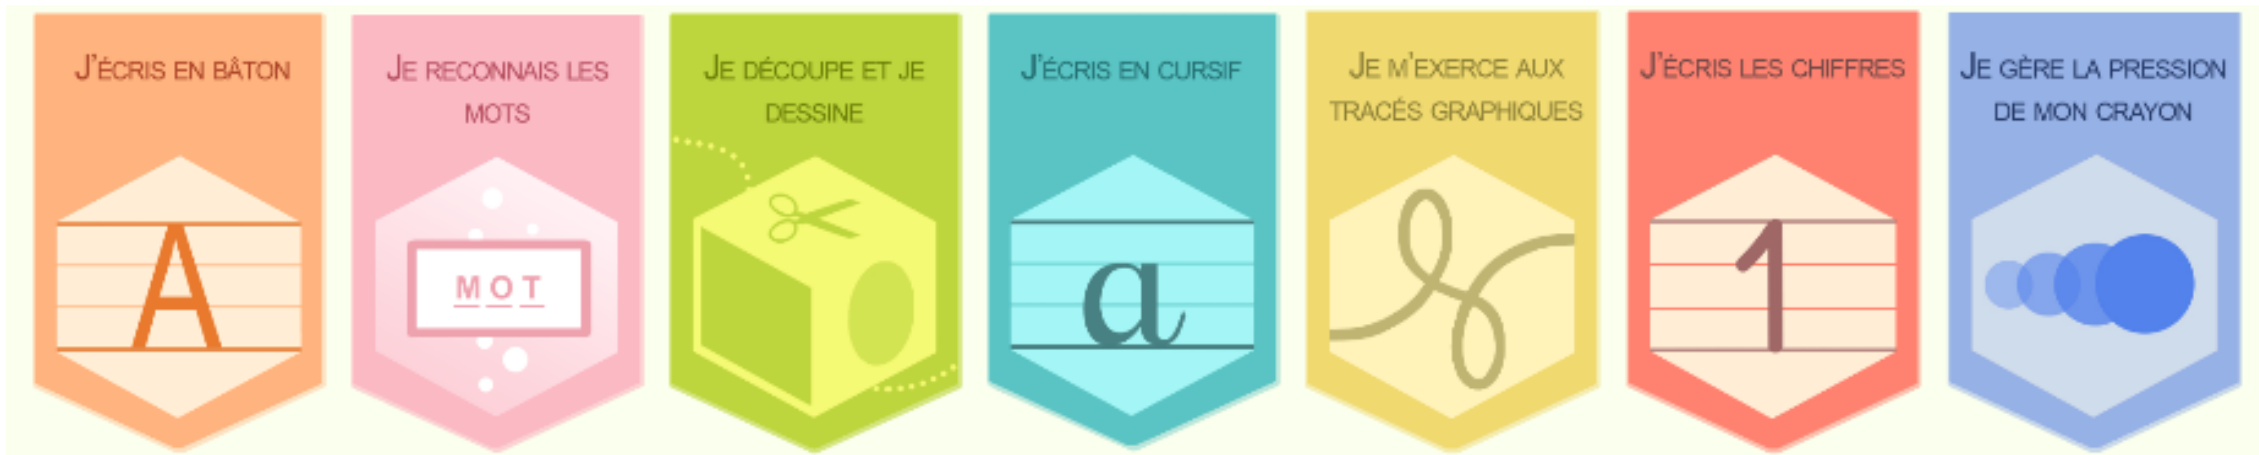 J'ÉCRIS EN BÂTON
A
JE RECONNAIS LES
MOTS
MOT
JE DÉCOUPE ET JE
DESSINE
J'ÉCRIS EN CURSIF
a
JE M'EXERCE AUX
TRACÉS GRAPHIQUES
J'ÉCRIS LES CHIFFRES
1
JE GÈRE LA PRESSION
DE MON CRAYON